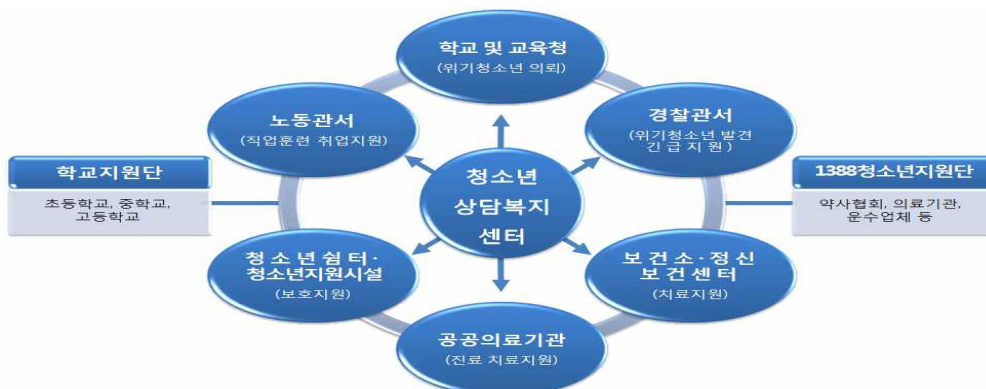 학교 및 교육청
(위기청소년 의뢰)
노동관서
(직업훈련 취업지원)
경찰관서
(위기청소년 발견
긴급지원)
학교지원단
초등학교, 중학교,
고등학교
청소년
상담복지
센터
1388청소년지원단
약사협회, 의료기관,
운수업체 등
청소년쉼터·
청소년지원시설
(보호지원)
보건소·정신
보건센터
(치료지원)
공공의료기관
(진료 치료지원)